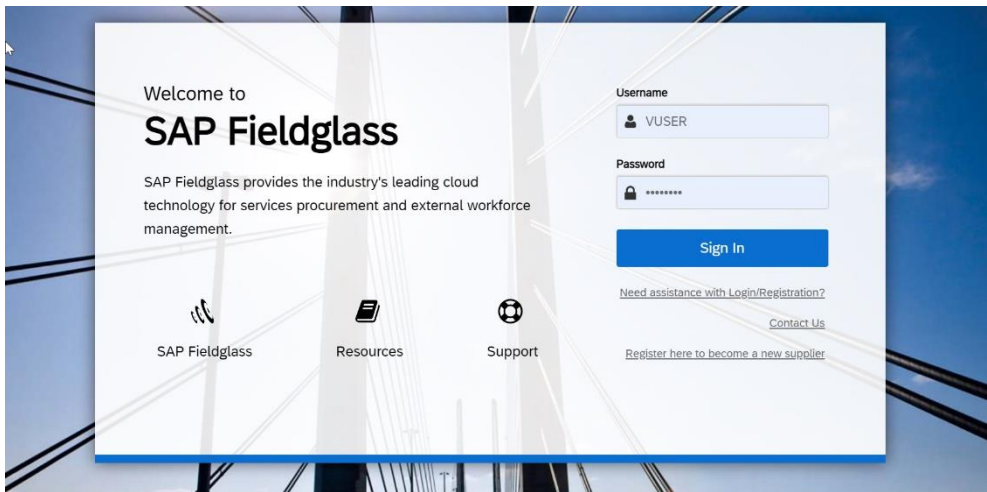 Welcome to
SAP Fieldglass
SAP Fieldglass provides the industry's leading cloud
technology for services procurement and external workforce
management.
SAP Fieldglass
Resources
Support
Username
VUSER
Password
••••••••
Sign In
Need assistance with Login/Registration?
Contact Us
Register here to become a new supplier